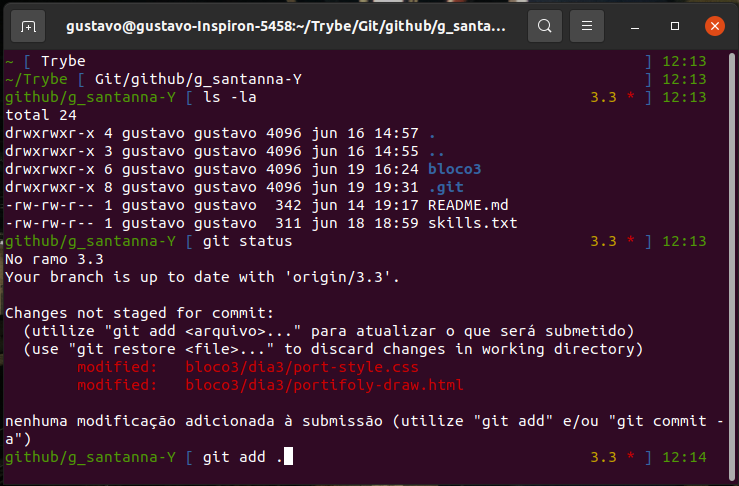 gustavo@gustavo-Inspiron-5458:~/Trybe/Git/github/g_santa...
~ [ Trybe ] 12:13
~/Trybe [ Git/github/g_santanna-Y ] 12:13
github/g_santanna-Y [ ls -la 3.3 * ] 12:13
total 24
drwxrwxr-x 4 gustavo gustavo 4096 jun 16 14:57 .
drwxrwxr-x 3 gustavo gustavo 4096 jun 16 14:55 ..
drwxrwxr-x 6 gustavo gustavo 4096 jun 19 16:24 bloco3
drwxrwxr-x 8 gustavo gustavo 4096 jun 19 19:31 .git
-rw-rw-r-- 1 gustavo gustavo  342 jun 14 19:17 README.md
-rw-rw-r-- 1 gustavo gustavo  311 jun 18 18:59 skills.txt
github/g_santanna-Y [ git status 3.3 * ] 12:13
No ramo 3.3
Your branch is up to date with 'origin/3.3'.
Changes not staged for commit:
  (utilize "git add <arquivo>..." para atualizar o que será submetido)
  (use "git restore <file>..." to discard changes in working directory)
        modified:   bloco3/dia3/port-style.css
        modified:   bloco3/dia3/portifoly-draw.html
nenhuma modificação adicionada à submissão (utilize "git add" e/ou "git commit -
a")
github/g_santanna-Y [ git add . 3.3 * ] 12:14